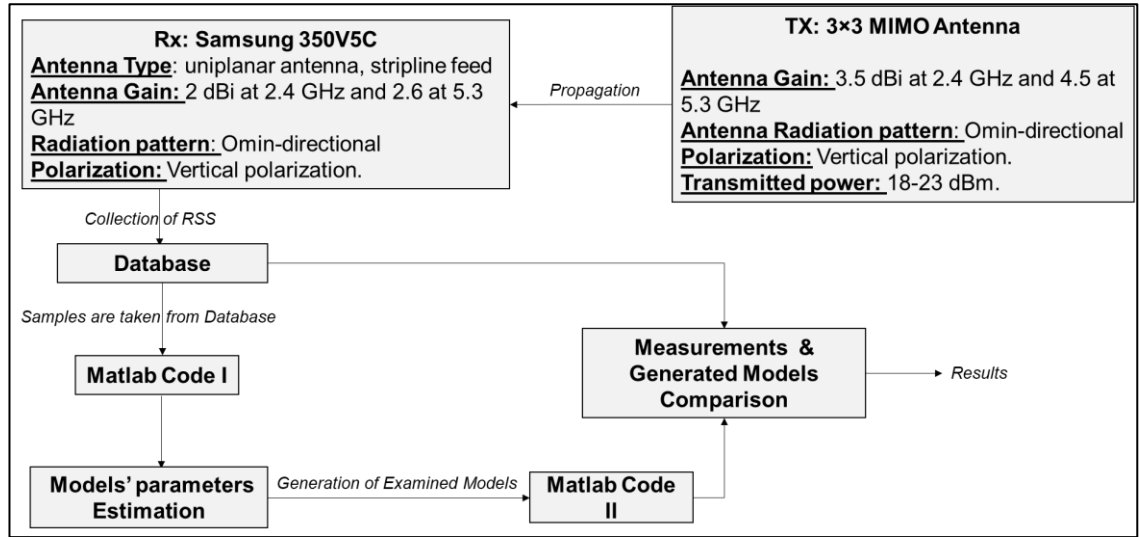 Rx: Samsung 350V5C
Antenna Type: uniplanar antenna, stripline feed
Antenna Gain: 2 dBi at 2.4 GHz and 2.6 at 5.3
GHz
Radiation pattern: Omin-directional
Polarization: Vertical polarization.
Propagation
TX: 3×3 MIMO Antenna
Antenna Gain: 3.5 dBi at 2.4 GHz and 4.5 at
5.3 GHz
Antenna Radiation pattern: Omin-directional
Polarization: Vertical polarization.
Transmitted power: 18-23 dBm.
Collection of RSS
Database
Samples are taken from Database
Matlab Code I
Models' parameters
Estimation
Generation of Examined Models
Matlab Code
II
Measurements &
Generated Models
Comparison
Results